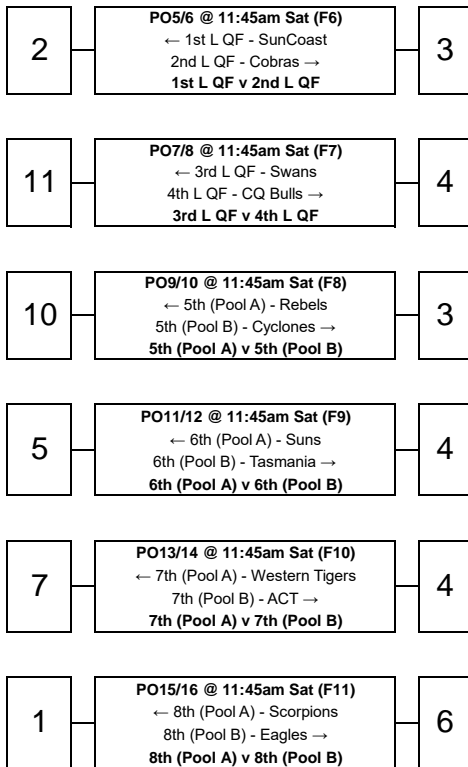 PO5/6 @ 11:45am Sat (F6)
2
← 1st L QF - SunCoast
2nd L QF - Cobras →
3
1st L QF v 2nd L QF
PO7/8 @ 11:45am Sat (F7)
11
← 3rd L QF - Swans
4th L QF - CQ Bulls →
4
3rd L QF v 4th L QF
PO9/10 @ 11:45am Sat (F8)
10
← 5th (Pool A) - Rebels
5th (Pool B) - Cyclones →
3
5th (Pool A) v 5th (Pool B)
PO11/12 @ 11:45am Sat (F9)
5
← 6th (Pool A) - Suns
6th (Pool B) - Tasmania →
4
6th (Pool A) v 6th (Pool B)
PO13/14 @ 11:45am Sat (F10)
7
← 7th (Pool A) - Western Tigers
7th (Pool B) - ACT →
4
7th (Pool A) v 7th (Pool B)
PO15/16 @ 11:45am Sat (F11)
1
← 8th (Pool A) - Scorpions
8th (Pool B) - Eagles →
6
8th (Pool A) v 8th (Pool B)